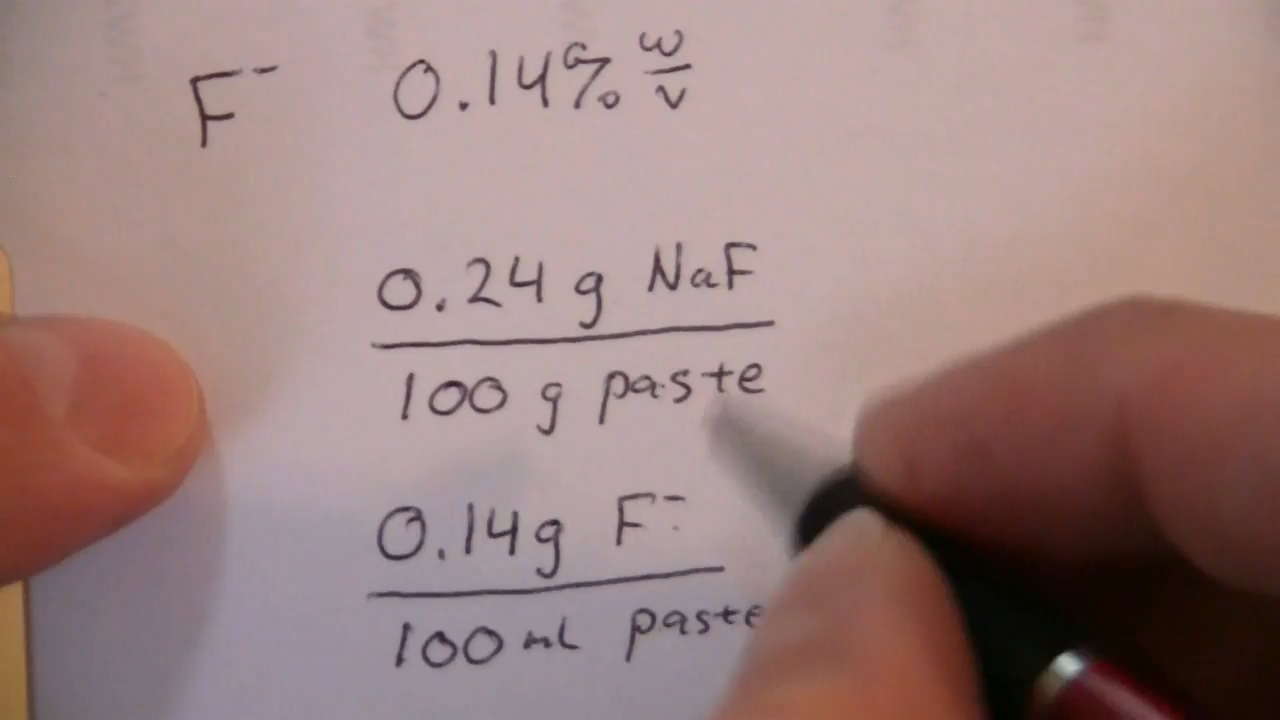 F⁻ 0.14% w/v
0.24 g NaF
100 g paste
0.14g F⁻
100 mL paste